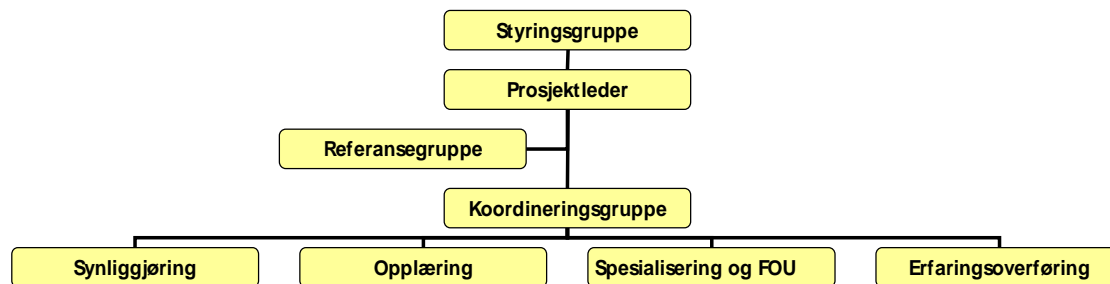 Styringsgruppe
Prosjektleder
Referansegruppe
Koordineringsgruppe
Synliggjøring
Opplæring
Spesialisering og FOU
Erfaringsoverføring